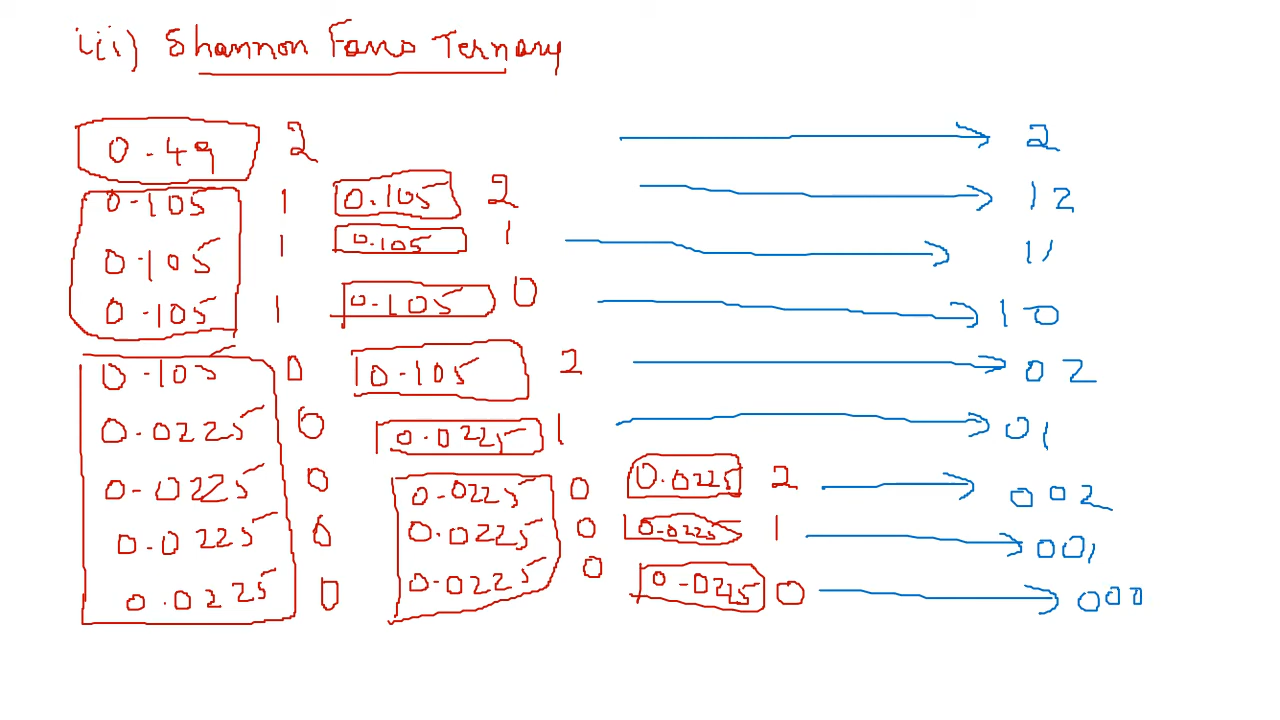 iii) Shannon Fano Ternary
0.49 2 2
0.105 1 0.105 2 12
0.105 1 0.105 1 11
0.105 1 0.105 0 10
0.105 0 0.105 2 02
0.0225 0 0.0225 1 01
0.0225 0 0.0225 0 0.0225 2 002
0.0225 0 0.0225 0 0.0225 1 001
0.0225 0 0.0225 0 0.0225 0 000